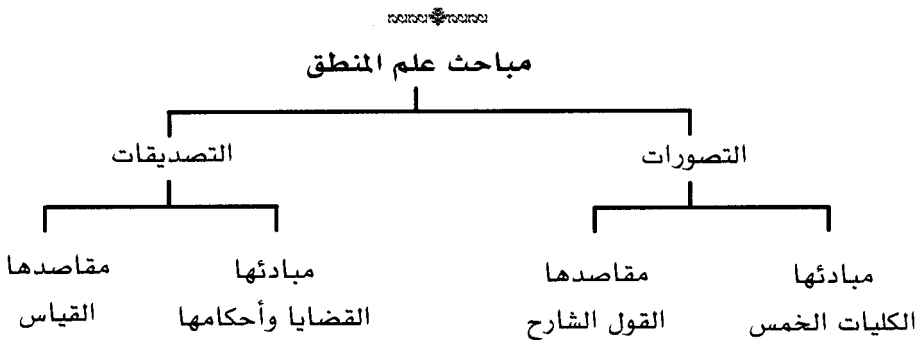 مباحث علم المنطق
التصورات
التصديقات
مبادئها
الكليات الخمس
مقاصدها
القول الشارح
مبادئها
القضايا وأحكامها
مقاصدها
القياس